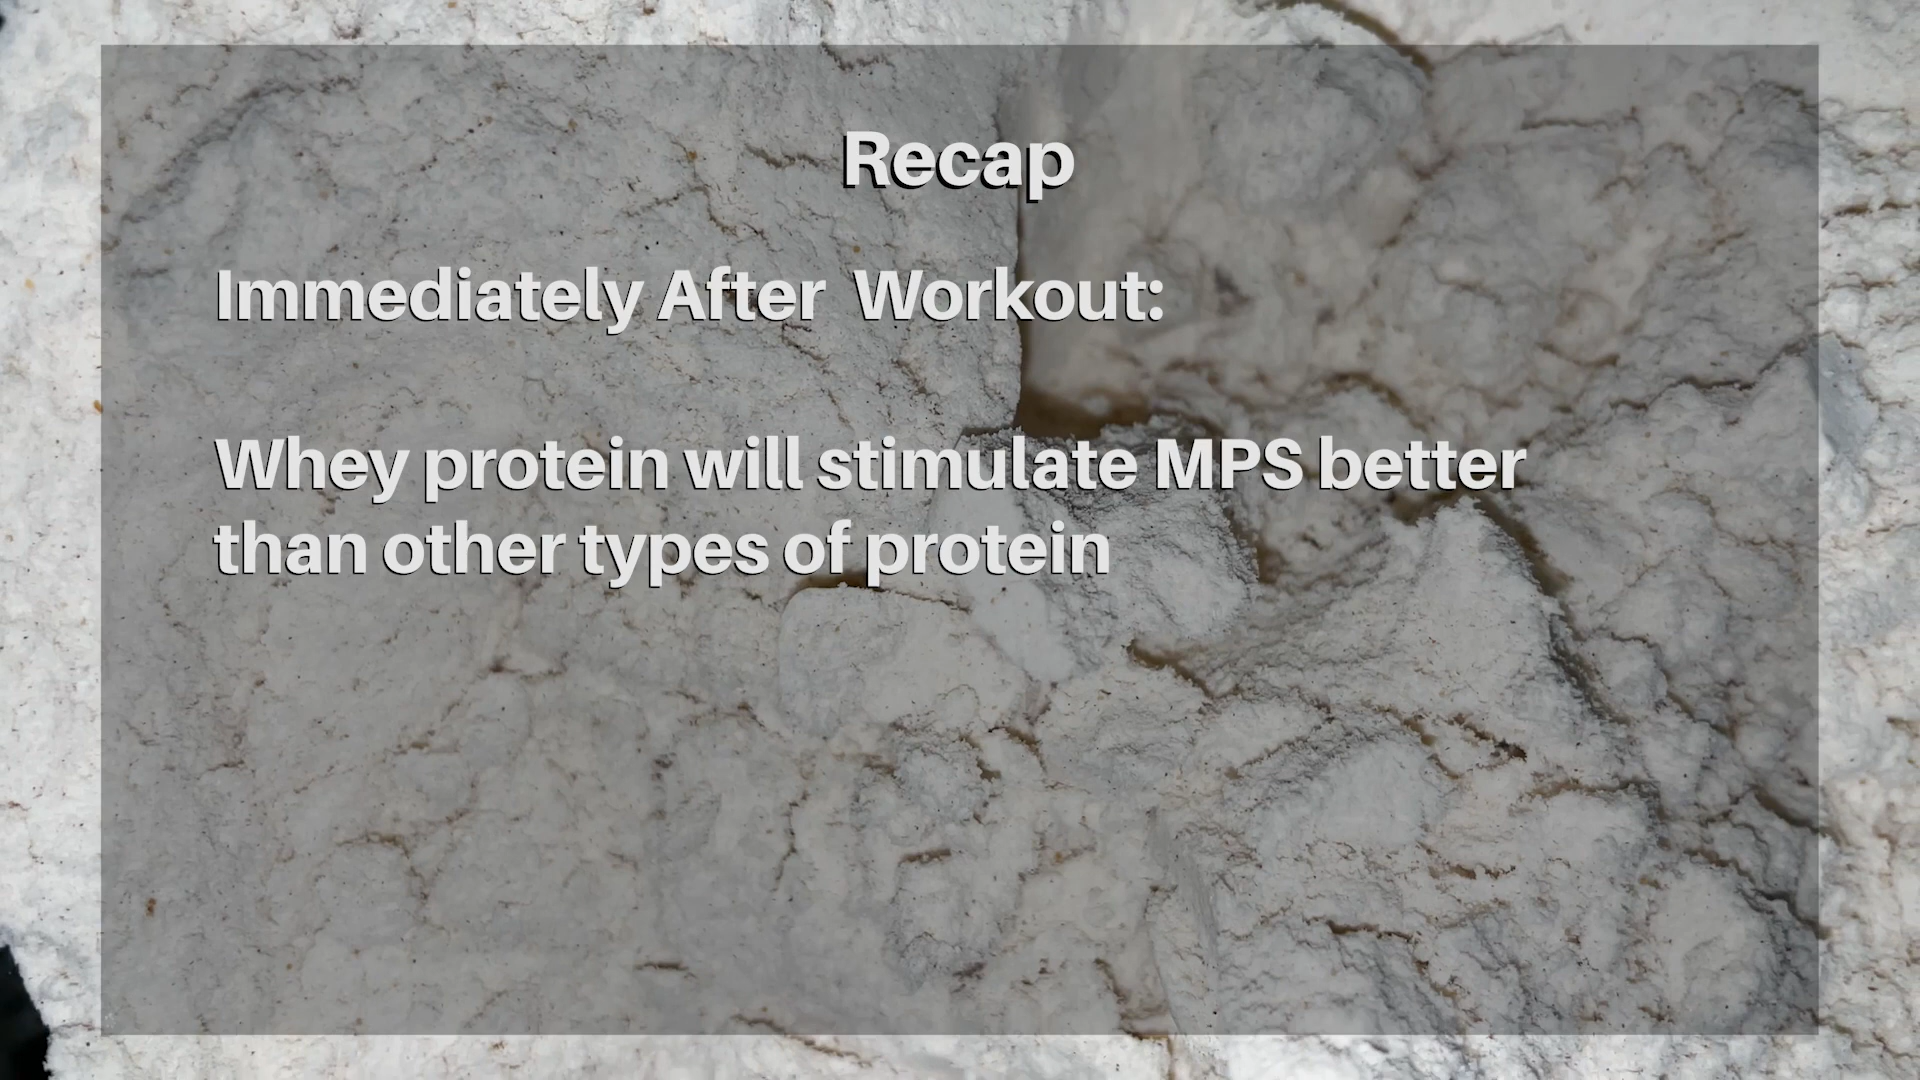 Recap
Immediately After  Workout:
Whey protein will stimulate MPS better
than other types of protein